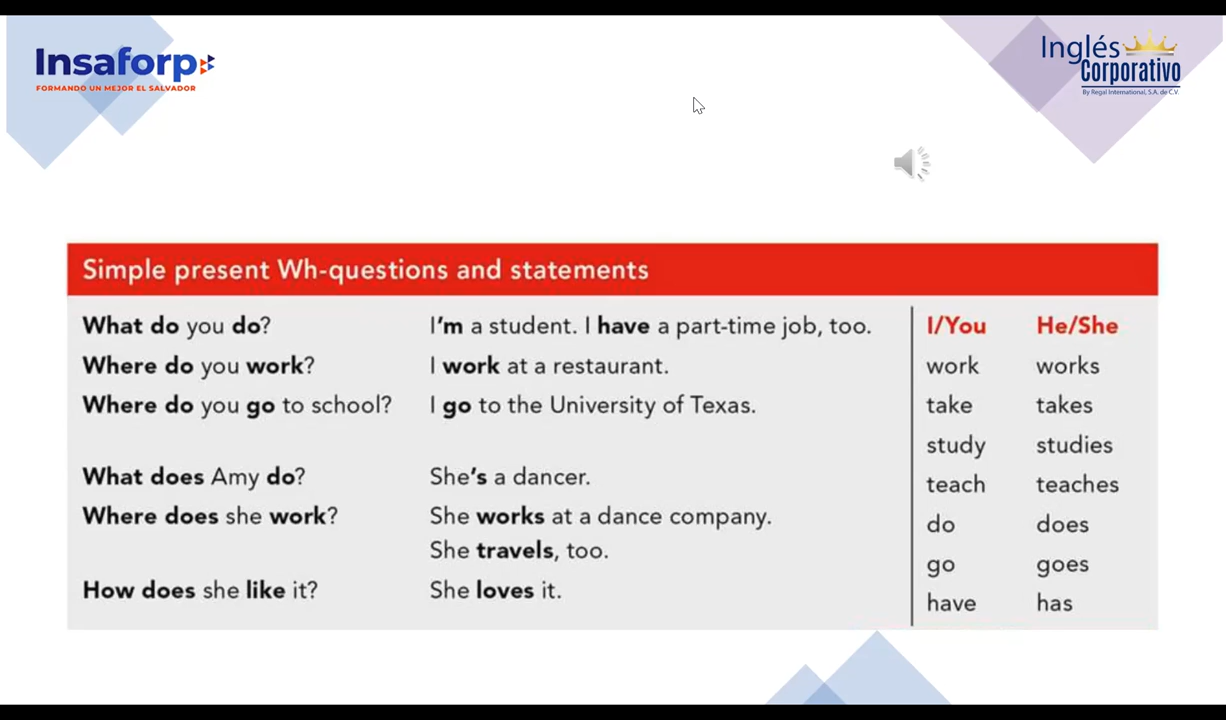 Insaforp
FORMANDO UN MEJOR EL SALVADOR
Inglés
Corporativo
By Regal International, S.A. de C.V.
Simple present Wh-questions and statements
What do you do? I'm a student. I have a part-time job, too.
Where do you work? I work at a restaurant.
Where do you go to school? I go to the University of Texas.
What does Amy do? She's a dancer.
Where does she work? She works at a dance company.
She travels, too.
How does she like it? She loves it.
I/You He/She
work works
take takes
study studies
teach teaches
do does
go goes
have has